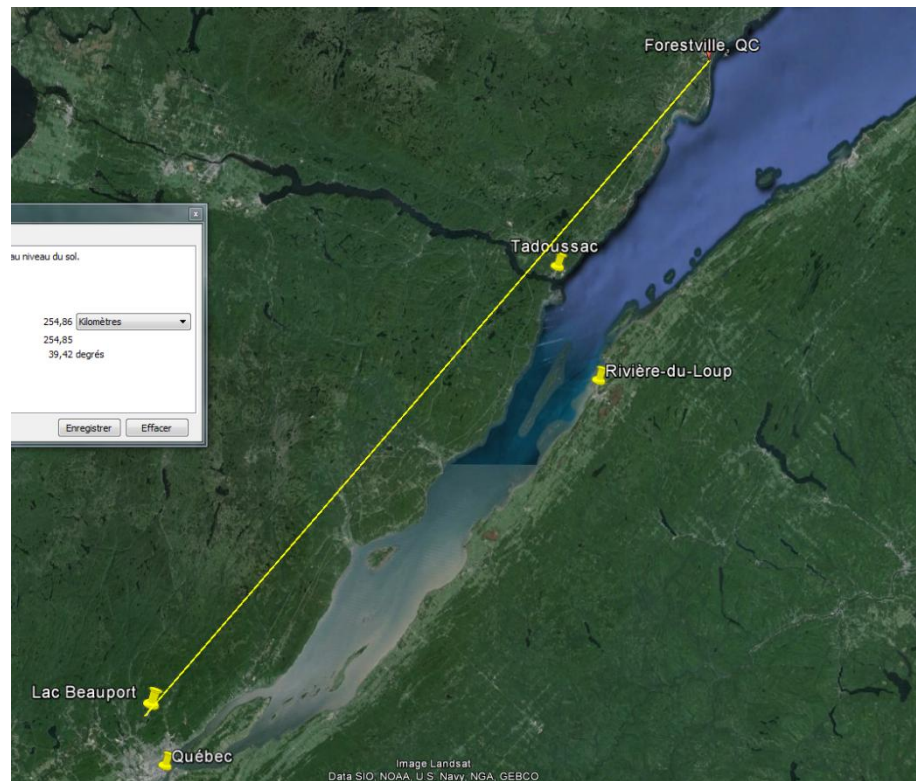 Forestville, QC
Tadoussac
au niveau du sol.
254,86 Kilomètres
254,85
39,42 degrés
Rivière-du-Loup
Enregistrer Effacer
Lac Beauport
Québec
Image Landsat
Data SIO, NOAA, U.S. Navy, NGA, GEBCO